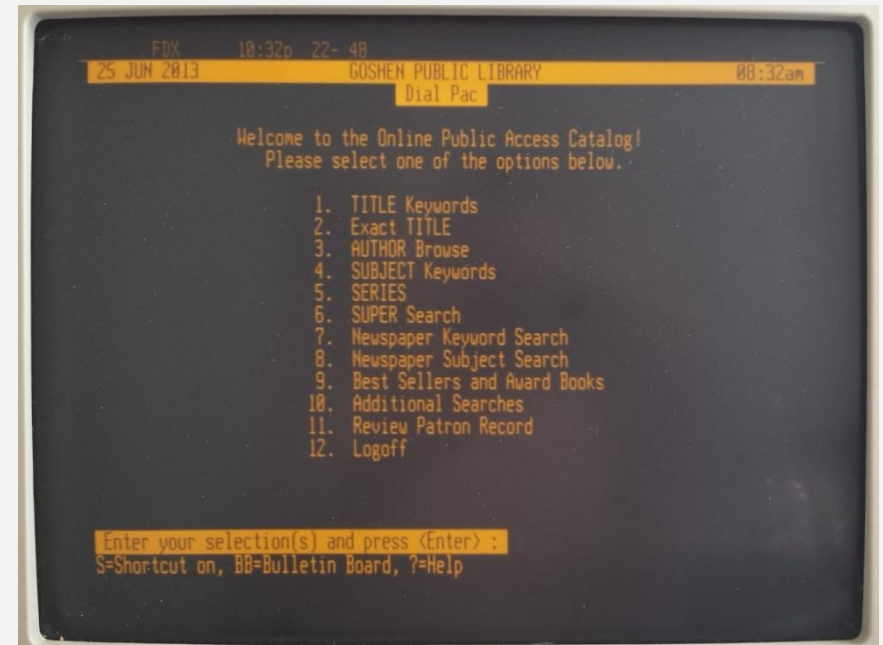 FDX 10:32p 22- 48
25 JUN 2013 GOSHEN PUBLIC LIBRARY 08:32am
Dial Pac
Welcome to the Online Public Access Catalog!
Please select one of the options below.
1. TITLE Keywords
2. Exact TITLE
3. AUTHOR Browse
4. SUBJECT Keywords
5. SERIES
6. SUPER Search
7. Newspaper Keyword Search
8. Newspaper Subject Search
9. Best Sellers and Award Books
10. Additional Searches
11. Review Patron Record
12. Logoff
Enter your selection(s) and press <Enter> :
S=Shortcut on, BB=Bulletin Board, ?=Help